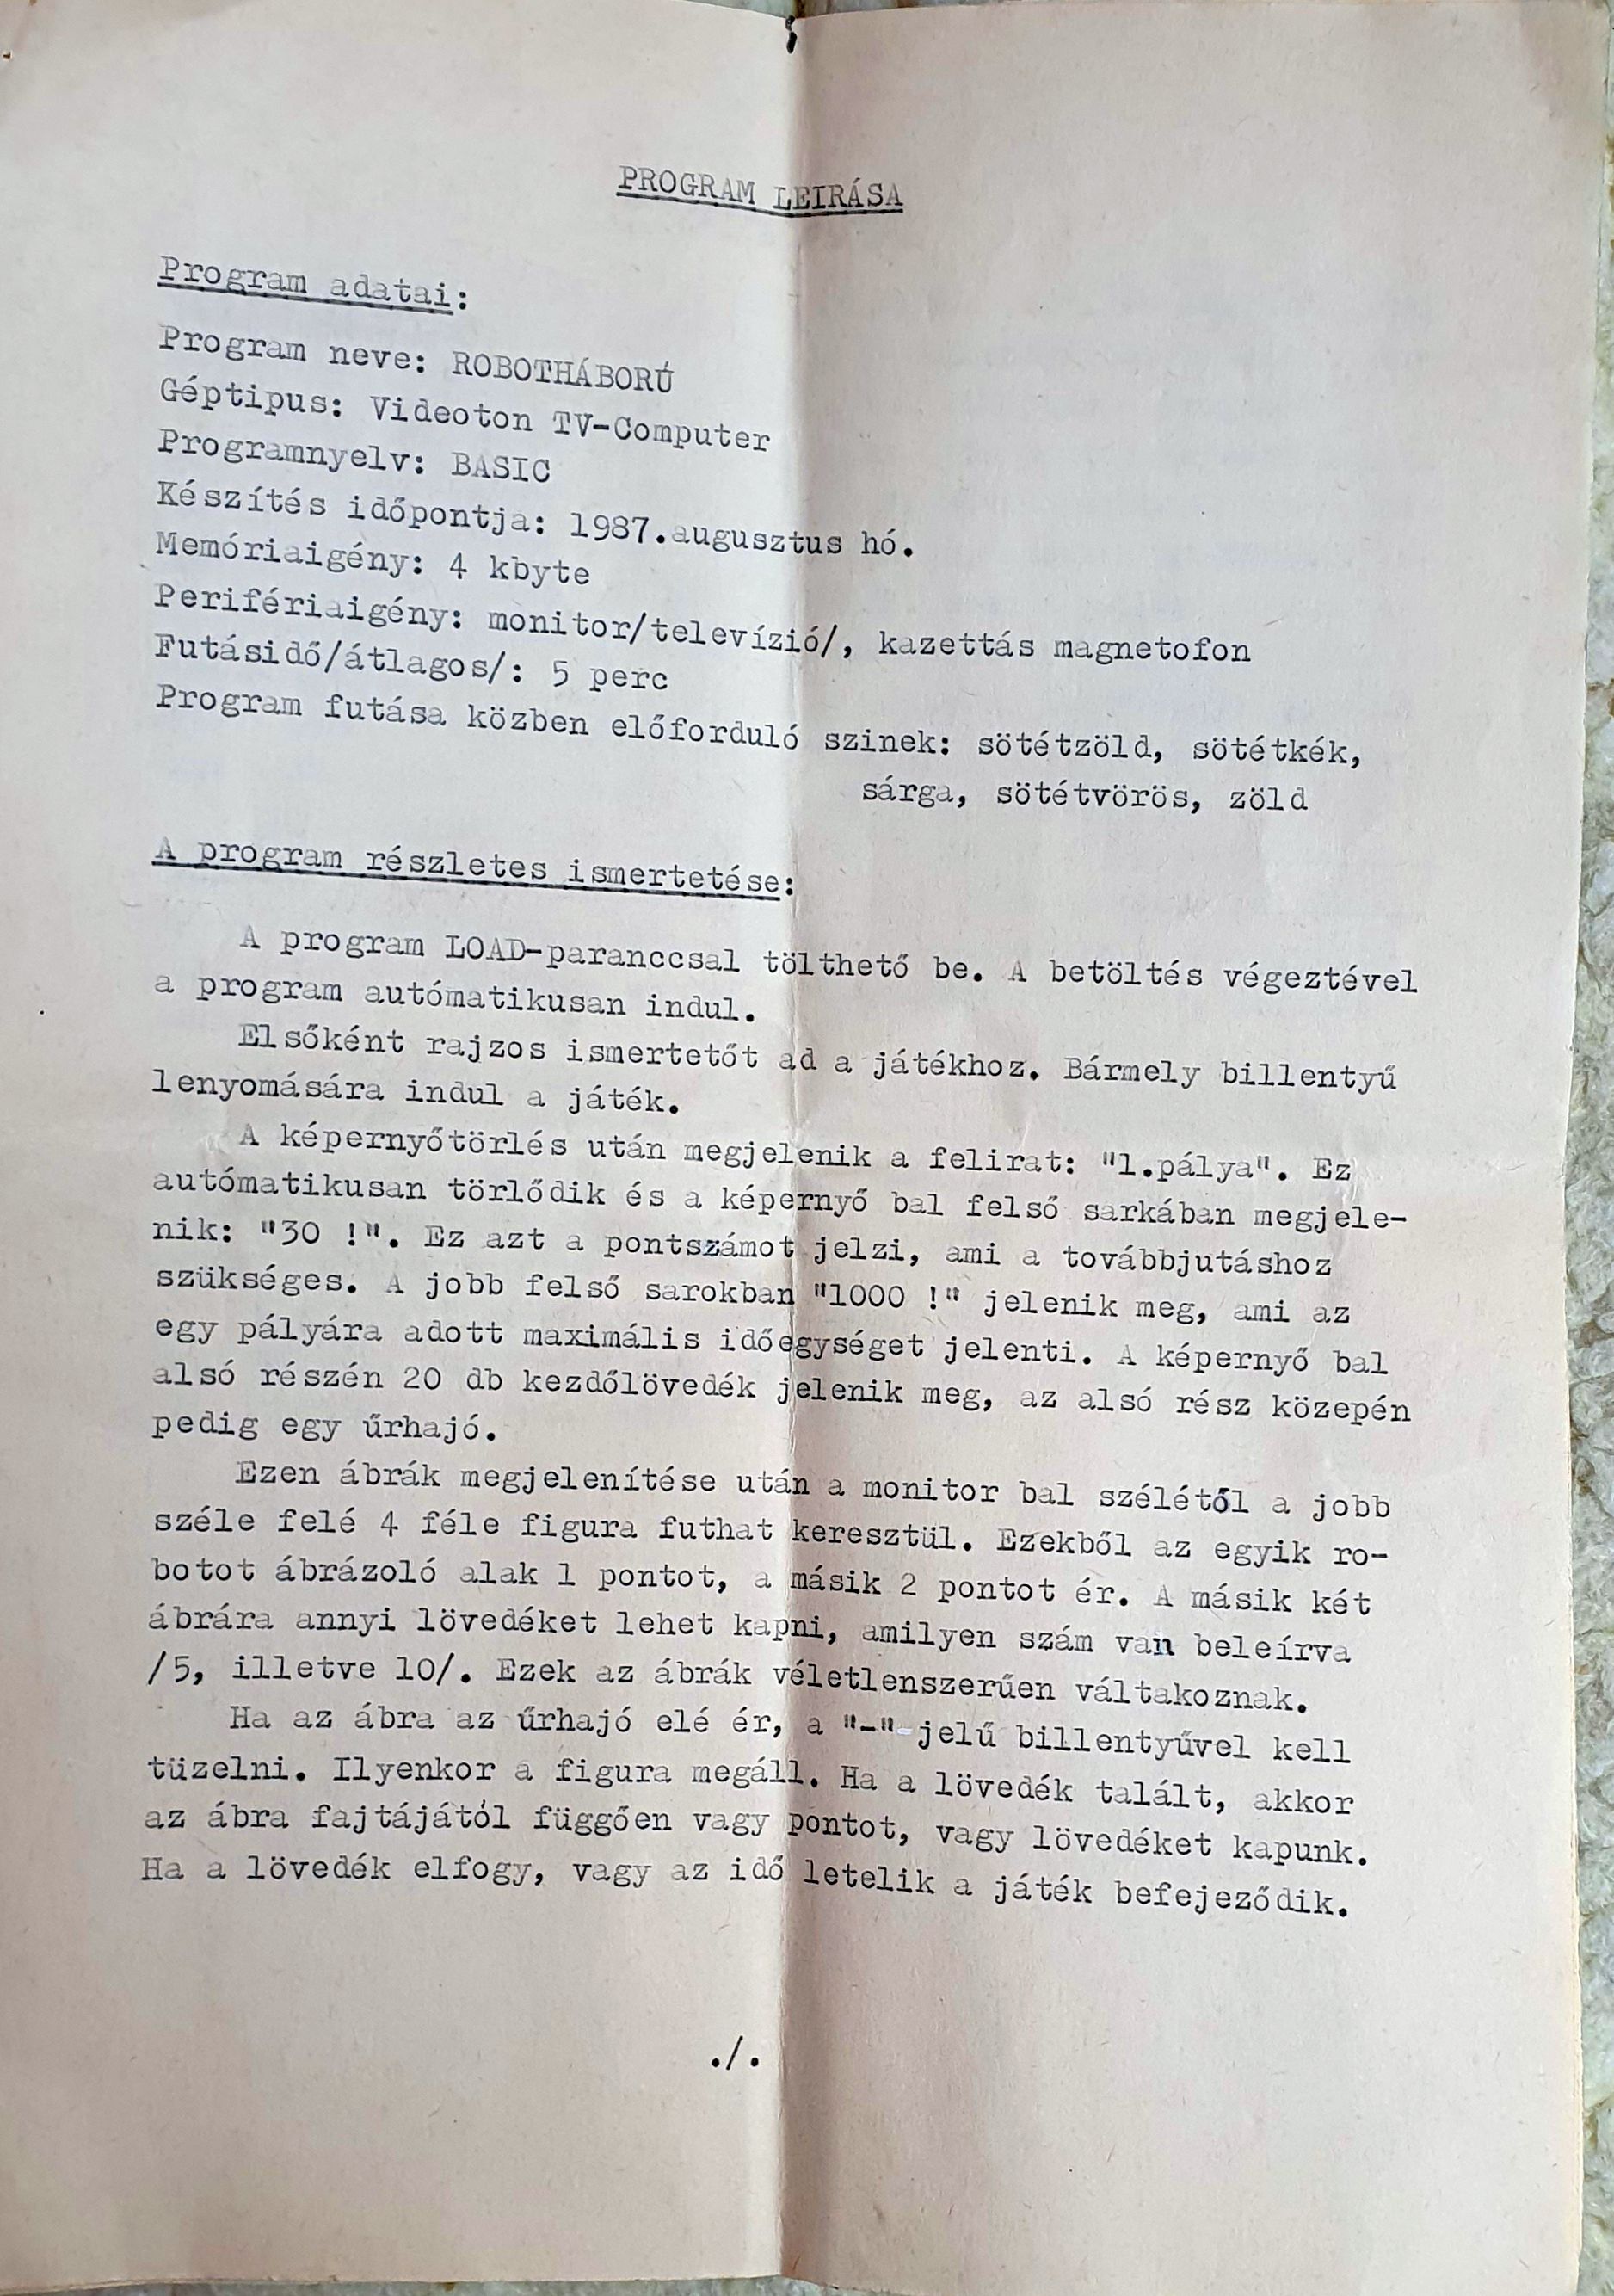 PROGRAM LEIRÁSA
Program adatai:
Program neve: ROBOTHÁBORÚ
Géptipus: Videoton TV-Computer
Programnyelv: BASIC
Készítés időpontja: 1987.augusztus hó.
Memóriaigény: 4 kbyte
Perifériaigény: monitor/televízió/, kazettás magnetofon
Futásidő/átlagos/: 5 perc
Program futása közben előforduló szinek: sötétzöld, sötétkék,
sárga, sötétvörös, zöld
A program részletes ismertetése:
A program LOAD-paranccsal tölthető be. A betöltés végeztével
a program autómatikusan indul.
Elsőként rajzos ismertetőt ad a játékhoz. Bármely billentyű
lenyomására indul a játék.
A képernyőtörlés után megjelenik a felirat: "1.pálya". Ez
autómatikusan törlődik és a képernyő bal felső sarkában megjele-
nik: "30 !". Ez azt a pontszámot jelzi, ami a továbbjutáshoz
szükséges. A jobb felső sarokban "1000 !" jelenik meg, ami az
egy pályára adott maximális időegységet jelenti. A képernyő bal
alsó részén 20 db kezdőlövedék jelenik meg, az alsó rész közepén
pedig egy űrhajó.
Ezen ábrák megjelenítése után a monitor bal szélétől a jobb
széle felé 4 féle figura futhat keresztül. Ezekből az egyik ro-
botot ábrázoló alak 1 pontot, a másik 2 pontot ér. A másik két
ábrára annyi lövedéket lehet kapni, amilyen szám van beleírva
/5, illetve 10/. Ezek az ábrák véletlenszerűen váltakoznak.
Ha az ábra az űrhajó elé ér, a "-"-jelű billentyűvel kell
tüzelni. Ilyenkor a figura megáll. Ha a lövedék talált, akkor
az ábra fajtájától függően vagy pontot, vagy lövedéket kapunk.
Ha a lövedék elfogy, vagy az idő letelik a játék befejeződik.
./.